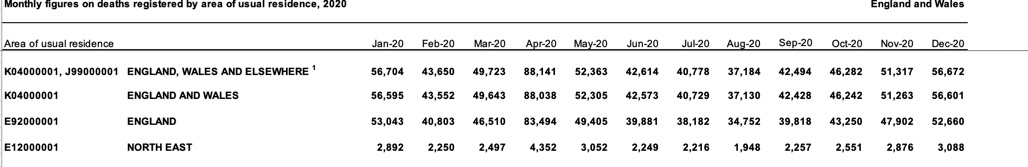 Monthly figures on deaths registered by area of usual residence, 2020 England and Wales
Area of usual residence Jan-20 Feb-20 Mar-20 Apr-20 May-20 Jun-20 Jul-20 Aug-20 Sep-20 Oct-20 Nov-20 Dec-20
K04000001, J99000001 ENGLAND, WALES AND ELSEWHERE 1 56,704 43,650 49,723 88,141 52,363 42,614 40,778 37,184 42,494 46,282 51,317 56,672
K04000001 ENGLAND AND WALES 56,595 43,552 49,643 88,038 52,305 42,573 40,729 37,130 42,428 46,242 51,263 56,601
E92000001 ENGLAND 53,043 40,803 46,510 83,494 49,405 39,881 38,182 34,752 39,818 43,250 47,902 52,660
E12000001 NORTH EAST 2,892 2,250 2,497 4,352 3,052 2,249 2,216 1,948 2,257 2,551 2,876 3,088